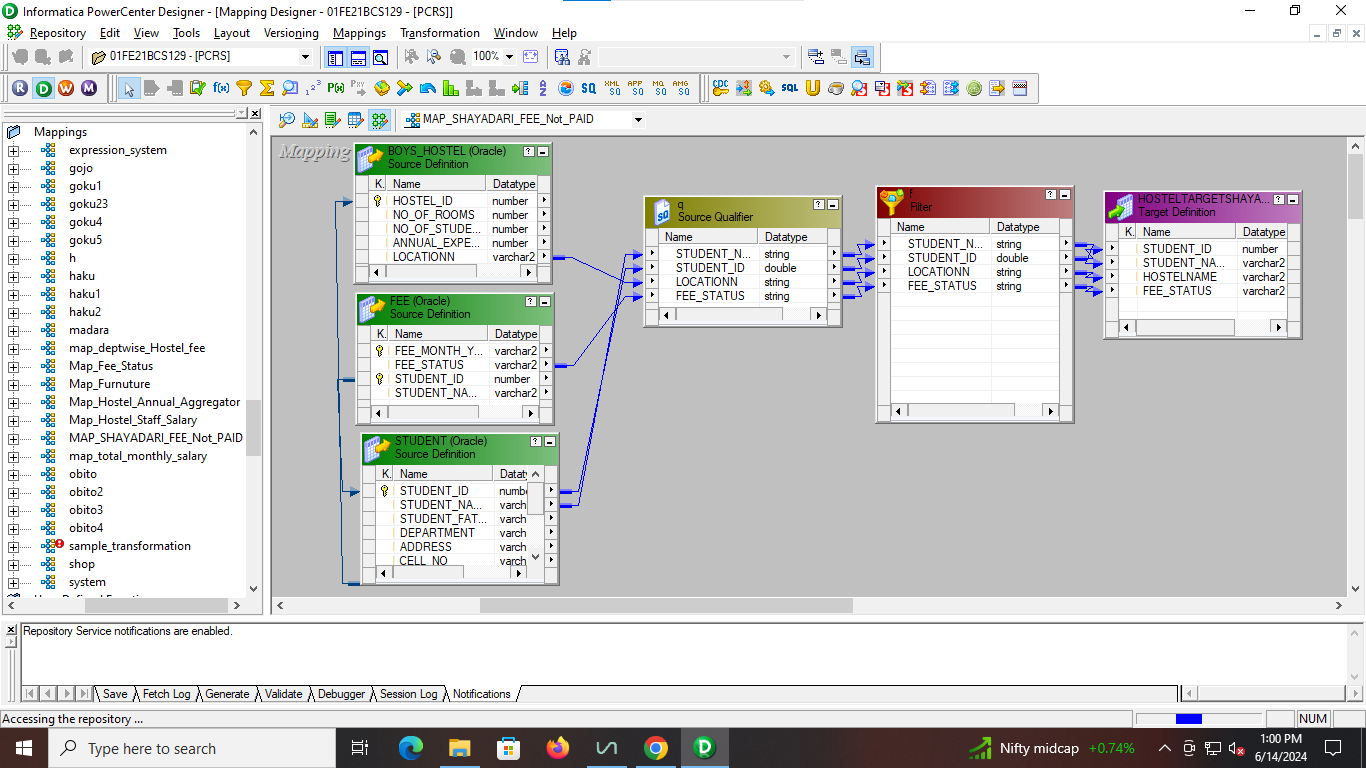 Informatica PowerCenter Designer - [Mapping Designer - 01FE21BCS129 - [PCRS]]
Repository Edit View Tools Layout Versioning Mappings Transformation Window Help
01FE21BCS129 - [PCRS]
100%
R D W M
f(x) Σ P(x) SQ XML SQ APP SQ MQ SQ AMG SQ CDC SQL
MAP_SHAYADARI_FEE_Not_PAID
Mappings
expression_system
gojo
goku1
goku23
goku4
goku5
h
haku
haku1
haku2
madara
map_deptwise_Hostel_fee
Map_Fee_Status
Map_Furnuture
Map_Hostel_Annual_Aggregator
Map_Hostel_Staff_Salary
MAP_SHAYADARI_FEE_Not_PAID
map_total_monthly_salary
obito
obito2
obito3
obito4
sample_transformation
shop
system
Mapping
BOYS_HOSTEL (Oracle)
Source Definition
K. Name Datatype
HOSTEL_ID number
NO_OF_ROOMS number
NO_OF_STUDE... number
ANNUAL_EXPE... number
LOCATIONN varchar2
FEE (Oracle)
Source Definition
K. Name Datatype
FEE_MONTH_Y... varchar2
FEE_STATUS varchar2
STUDENT_ID number
STUDENT_NA... varchar2
STUDENT (Oracle)
Source Definition
K. Name Dataty
STUDENT_ID numbe
STUDENT_NA... varch
STUDENT_FAT... varch
DEPARTMENT varch
ADDRESS varch
CELL_NO varch
q
Source Qualifier
Name Datatype
STUDENT_N... string
STUDENT_ID double
LOCATIONN string
FEE_STATUS string
f
Filter
Name Datatype
STUDENT_N... string
STUDENT_ID double
LOCATIONN string
FEE_STATUS string
HOSTELTARGETSHAYA...
Target Definition
K. Name Datatype
STUDENT_ID number
STUDENT_NA... varchar2
HOSTELNAME varchar2
FEE_STATUS varchar2
Repository Service notifications are enabled.
Save Fetch Log Generate Validate Debugger Session Log Notifications
Accessing the repository ...
NUM
Type here to search
Nifty midcap +0.74%
1:00 PM
6/14/2024